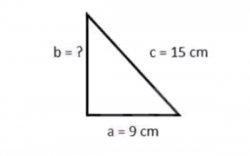 b = ?
c = 15 cm
a = 9 cm